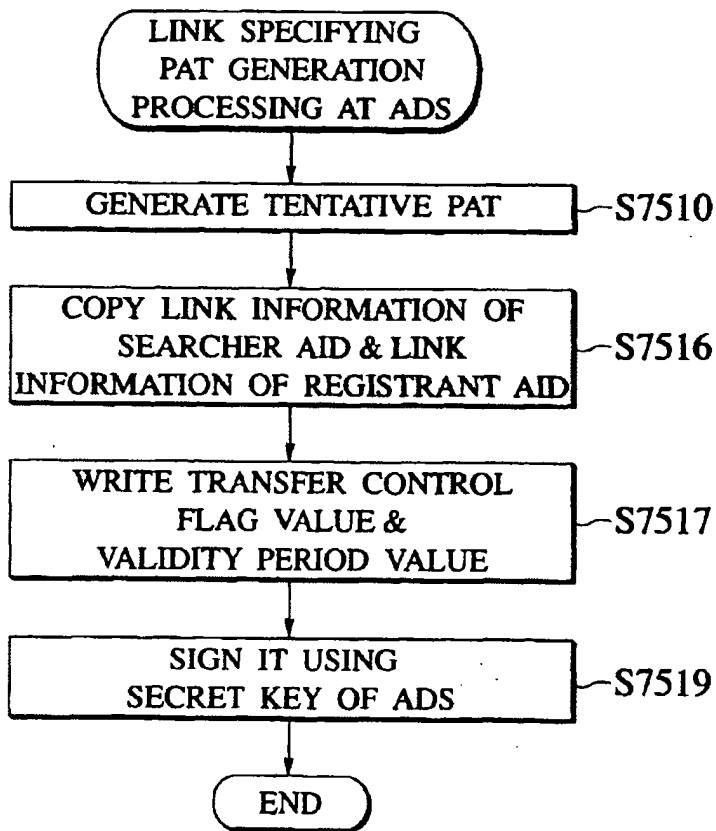 LINK SPECIFYING
PAT GENERATION
PROCESSING AT ADS
GENERATE TENTATIVE PAT
S7510
COPY LINK INFORMATION OF
SEARCHER AID & LINK
INFORMATION OF REGISTRANT AID
S7516
WRITE TRANSFER CONTROL
FLAG VALUE &
VALIDITY PERIOD VALUE
S7517
SIGN IT USING
SECRET KEY OF ADS
S7519
END